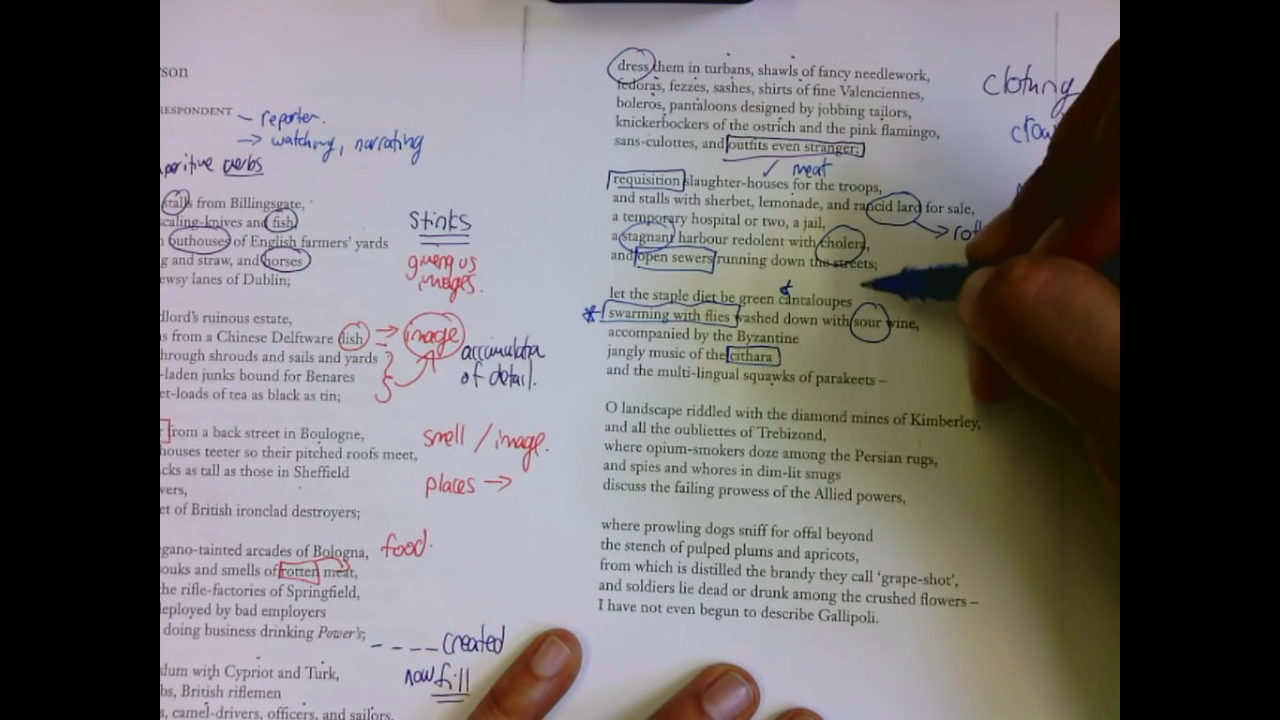 son
RESPONDENT – reporter.
→ watching, narrating
verbs
stalls from Billingsgate,
caling-knives and fish,
outhouses of English farmers' yards
g and straw, and horses
ewsy lanes of Dublin;
stinks
giving us
images.
dlord's ruinous estate,
s from a Chinese Delftware dish → image
hrough shrouds and sails and yards
-laden junks bound for Benares
et-loads of tea as black as tin;
of detail.
from a back street in Boulogne,
houses teeter so their pitched roofs meet,
cks as tall as those in Sheffield
vers,
et of British ironclad destroyers;
smell / image.
places →
gano-tainted arcades of Bologna,
ouks and smells of rotten meat,
he rifle-factories of Springfield,
eployed by bad employers
doing business drinking Power's;
food.
---- created
now fill
lum with Cypriot and Turk,
bs, British riflemen
s, camel-drivers, officers, and sailors,
dress them in turbans, shawls of fancy needlework,
fedoras, fezzes, sashes, shirts of fine Valenciennes,
boleros, pantaloons designed by jobbing tailors,
knickerbockers of the ostrich and the pink flamingo,
sans-culottes, and outfits even stranger;
clothing
✓ meat
requisition slaughter-houses for the troops,
and stalls with sherbet, lemonade, and rancid lard for sale,
a temporary hospital or two, a jail,
a stagnant harbour redolent with cholera,
and open sewers running down the streets;
let the staple diet be green cantaloupes
* swarming with flies washed down with sour wine,
accompanied by the Byzantine
jangly music of the cithara
and the multi-lingual squawks of parakeets –
O landscape riddled with the diamond mines of Kimberley,
and all the oubliettes of Trebizond,
where opium-smokers doze among the Persian rugs,
and spies and whores in dim-lit snugs
discuss the failing prowess of the Allied powers,
where prowling dogs sniff for offal beyond
the stench of pulped plums and apricots,
from which is distilled the brandy they call 'grape-shot',
and soldiers lie dead or drunk among the crushed flowers –
I have not even begun to describe Gallipoli.